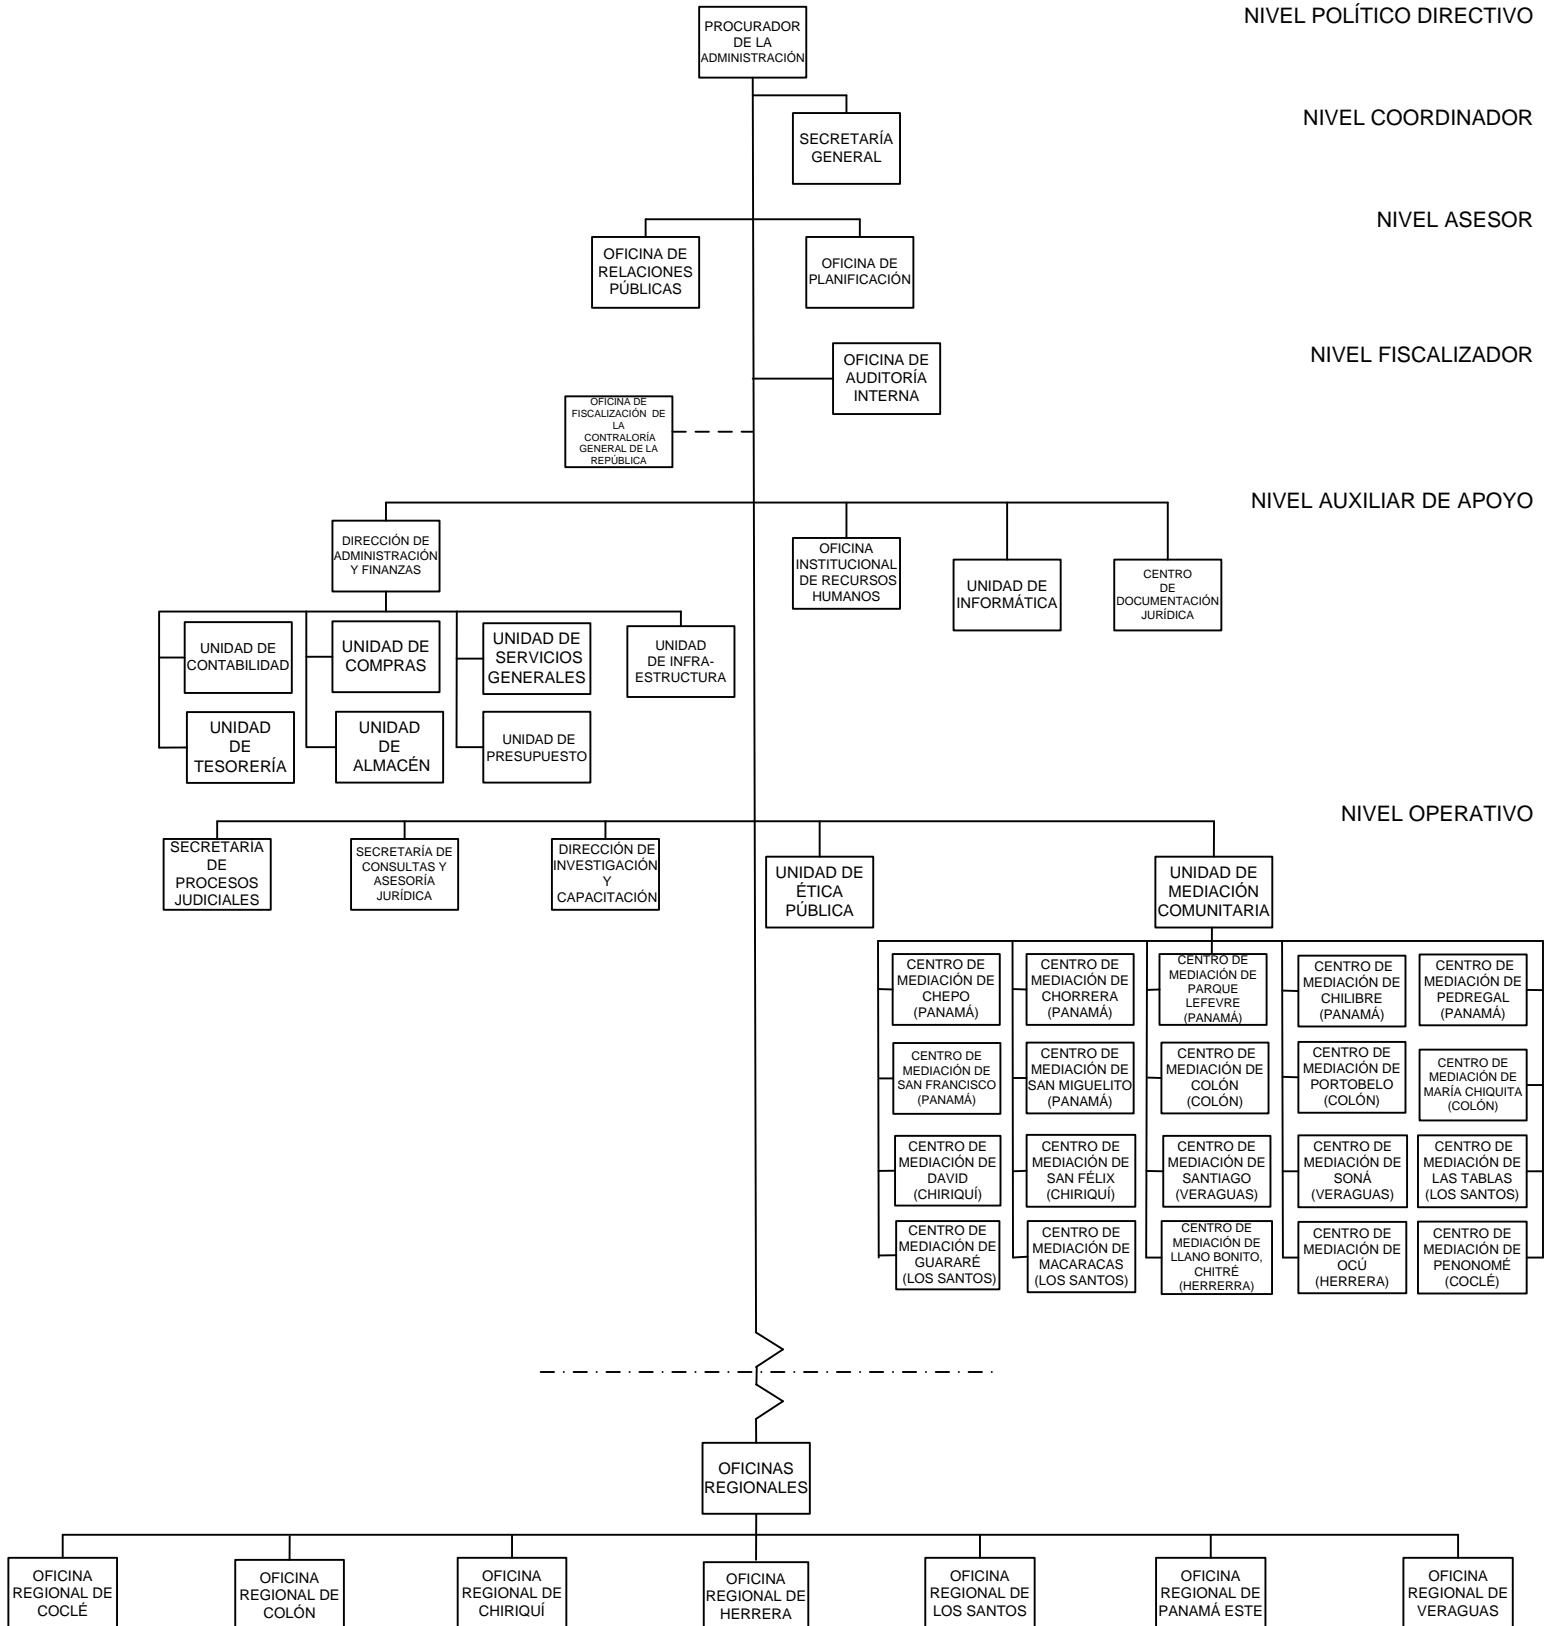 NIVEL POLÍTICO DIRECTIVO
PROCURADOR
DE LA
ADMINISTRACIÓN
NIVEL COORDINADOR
SECRETARÍA
GENERAL
NIVEL ASESOR
OFICINA DE
RELACIONES
PÚBLICAS
OFICINA DE
PLANIFICACIÓN
NIVEL FISCALIZADOR
OFICINA DE
AUDITORÍA
INTERNA
OFICINA DE
FISCALIZACIÓN DE
LA
CONTRALORÍA
GENERAL DE LA
REPÚBLICA
NIVEL AUXILIAR DE APOYO
DIRECCIÓN DE
ADMINISTRACIÓN
Y FINANZAS
OFICINA
INSTITUCIONAL
DE RECURSOS
HUMANOS
UNIDAD DE
INFORMÁTICA
CENTRO
DE
DOCUMENTACIÓN
JURÍDICA
UNIDAD DE
CONTABILIDAD
UNIDAD DE
COMPRAS
UNIDAD DE
SERVICIOS
GENERALES
UNIDAD
DE INFRA-
ESTRUCTURA
UNIDAD
DE
TESORERÍA
UNIDAD
DE
ALMACÉN
UNIDAD DE
PRESUPUESTO
NIVEL OPERATIVO
SECRETARIA
DE
PROCESOS
JUDICIALES
SECRETARÍA DE
CONSULTAS Y
ASESORÍA
JURÍDICA
DIRECCIÓN DE
INVESTIGACIÓN
Y
CAPACITACIÓN
UNIDAD DE
ÉTICA
PÚBLICA
UNIDAD DE
MEDIACIÓN
COMUNITARIA
CENTRO DE
MEDIACIÓN DE
CHEPO
(PANAMÁ)
CENTRO DE
MEDIACIÓN DE
CHORRERA
(PANAMÁ)
CENTRO DE
MEDIACIÓN DE
PARQUE
LEFEVRE
(PANAMÁ)
CENTRO DE
MEDIACIÓN DE
CHILIBRE
(PANAMÁ)
CENTRO DE
MEDIACIÓN DE
PEDREGAL
(PANAMÁ)
CENTRO DE
MEDIACIÓN DE
SAN FRANCISCO
(PANAMÁ)
CENTRO DE
MEDIACIÓN DE
SAN MIGUELITO
(PANAMÁ)
CENTRO DE
MEDIACIÓN DE
COLÓN
(COLÓN)
CENTRO DE
MEDIACIÓN DE
PORTOBELO
(COLÓN)
CENTRO DE
MEDIACIÓN DE
MARÍA CHIQUITA
(COLÓN)
CENTRO DE
MEDIACIÓN DE
DAVID
(CHIRIQUÍ)
CENTRO DE
MEDIACIÓN DE
SAN FÉLIX
(CHIRIQUÍ)
CENTRO DE
MEDIACIÓN DE
SANTIAGO
(VERAGUAS)
CENTRO DE
MEDIACIÓN DE
SONÁ
(VERAGUAS)
CENTRO DE
MEDIACIÓN DE
LAS TABLAS
(LOS SANTOS)
CENTRO DE
MEDIACIÓN DE
GUARARÉ
(LOS SANTOS)
CENTRO DE
MEDIACIÓN DE
MACARACAS
(LOS SANTOS)
CENTRO DE
MEDIACIÓN DE
LLANO BONITO,
CHITRÉ
(HERRERRA)
CENTRO DE
MEDIACIÓN DE
OCÚ
(HERRERA)
CENTRO DE
MEDIACIÓN DE
PENONOMÉ
(COCLÉ)
OFICINAS
REGIONALES
OFICINA
REGIONAL DE
COCLÉ
OFICINA
REGIONAL DE
COLÓN
OFICINA
REGIONAL DE
CHIRIQUÍ
OFICINA
REGIONAL DE
HERRERA
OFICINA
REGIONAL DE
LOS SANTOS
OFICINA
REGIONAL DE
PANAMÁ ESTE
OFICINA
REGIONAL DE
VERAGUAS